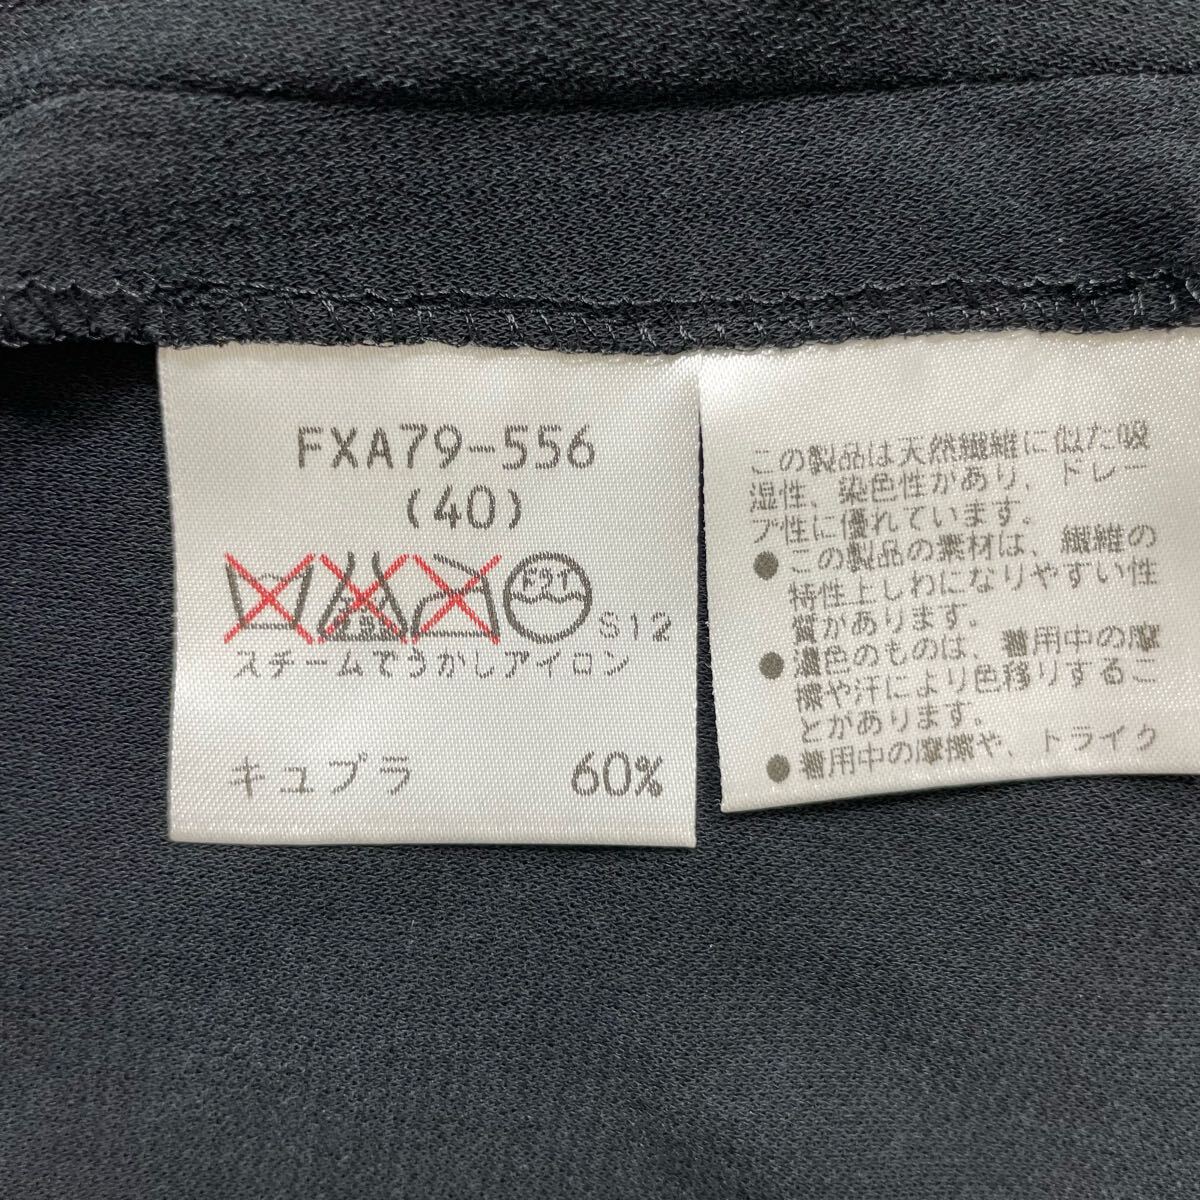 FXA79-556
(40)
ドライ
S12
スチームでうかしアイロン
キュプラ 60%
この製品は天然繊維に似た吸
湿性、染色性があり、ドレー
プ性に優れています。
●この製品の素材は、繊維の
特性上しわになりやすい性
質があります。
●濃色のものは、着用中の摩
擦や汗により色移りするこ
とがあります。
●着用中の摩擦や、ドライク